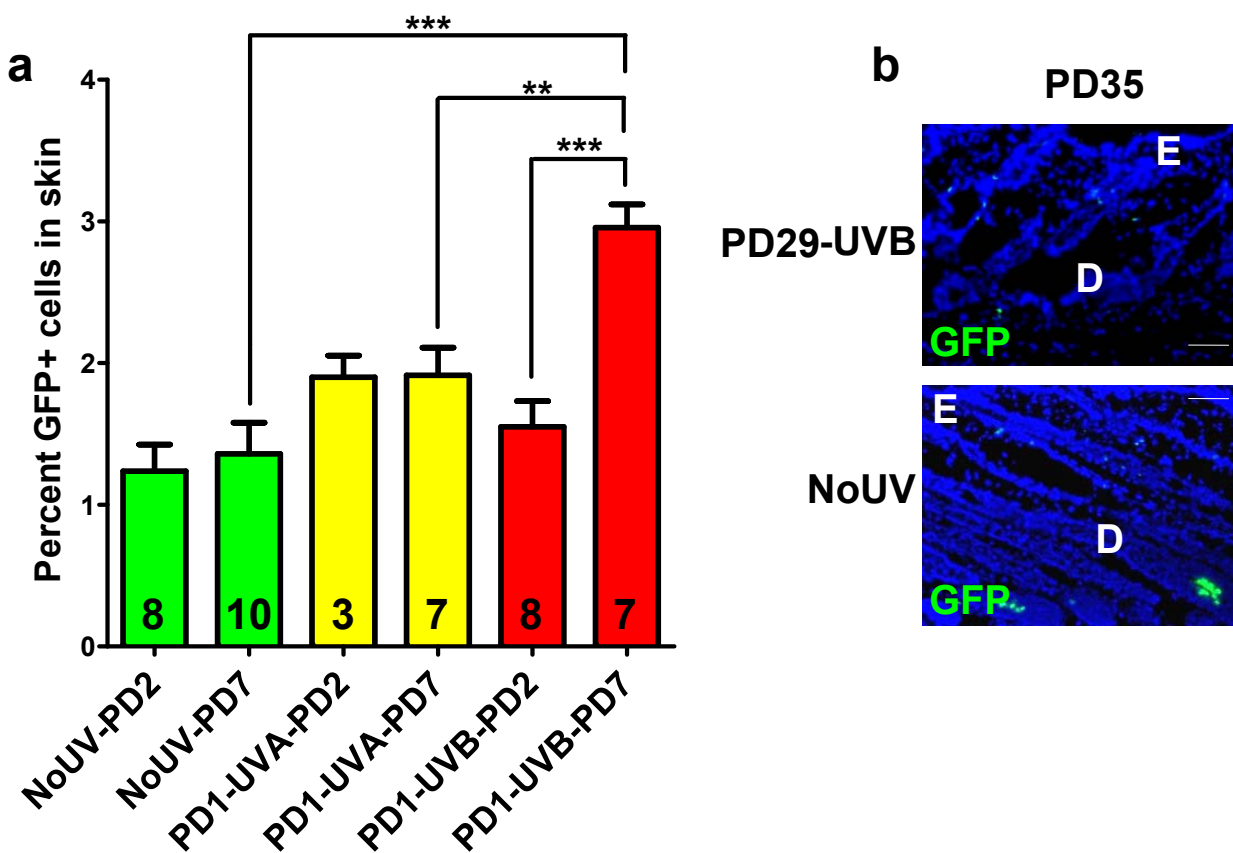 a
Percent GFP+ cells in skin
4
3
2
1
0
***
**
***
8
10
3
7
8
7
NoUV-PD2
NoUV-PD7
PD1-UVA-PD2
PD1-UVA-PD7
PD1-UVB-PD2
PD1-UVB-PD7
b
PD35
PD29-UVB
E
D
GFP
NoUV
E
D
GFP